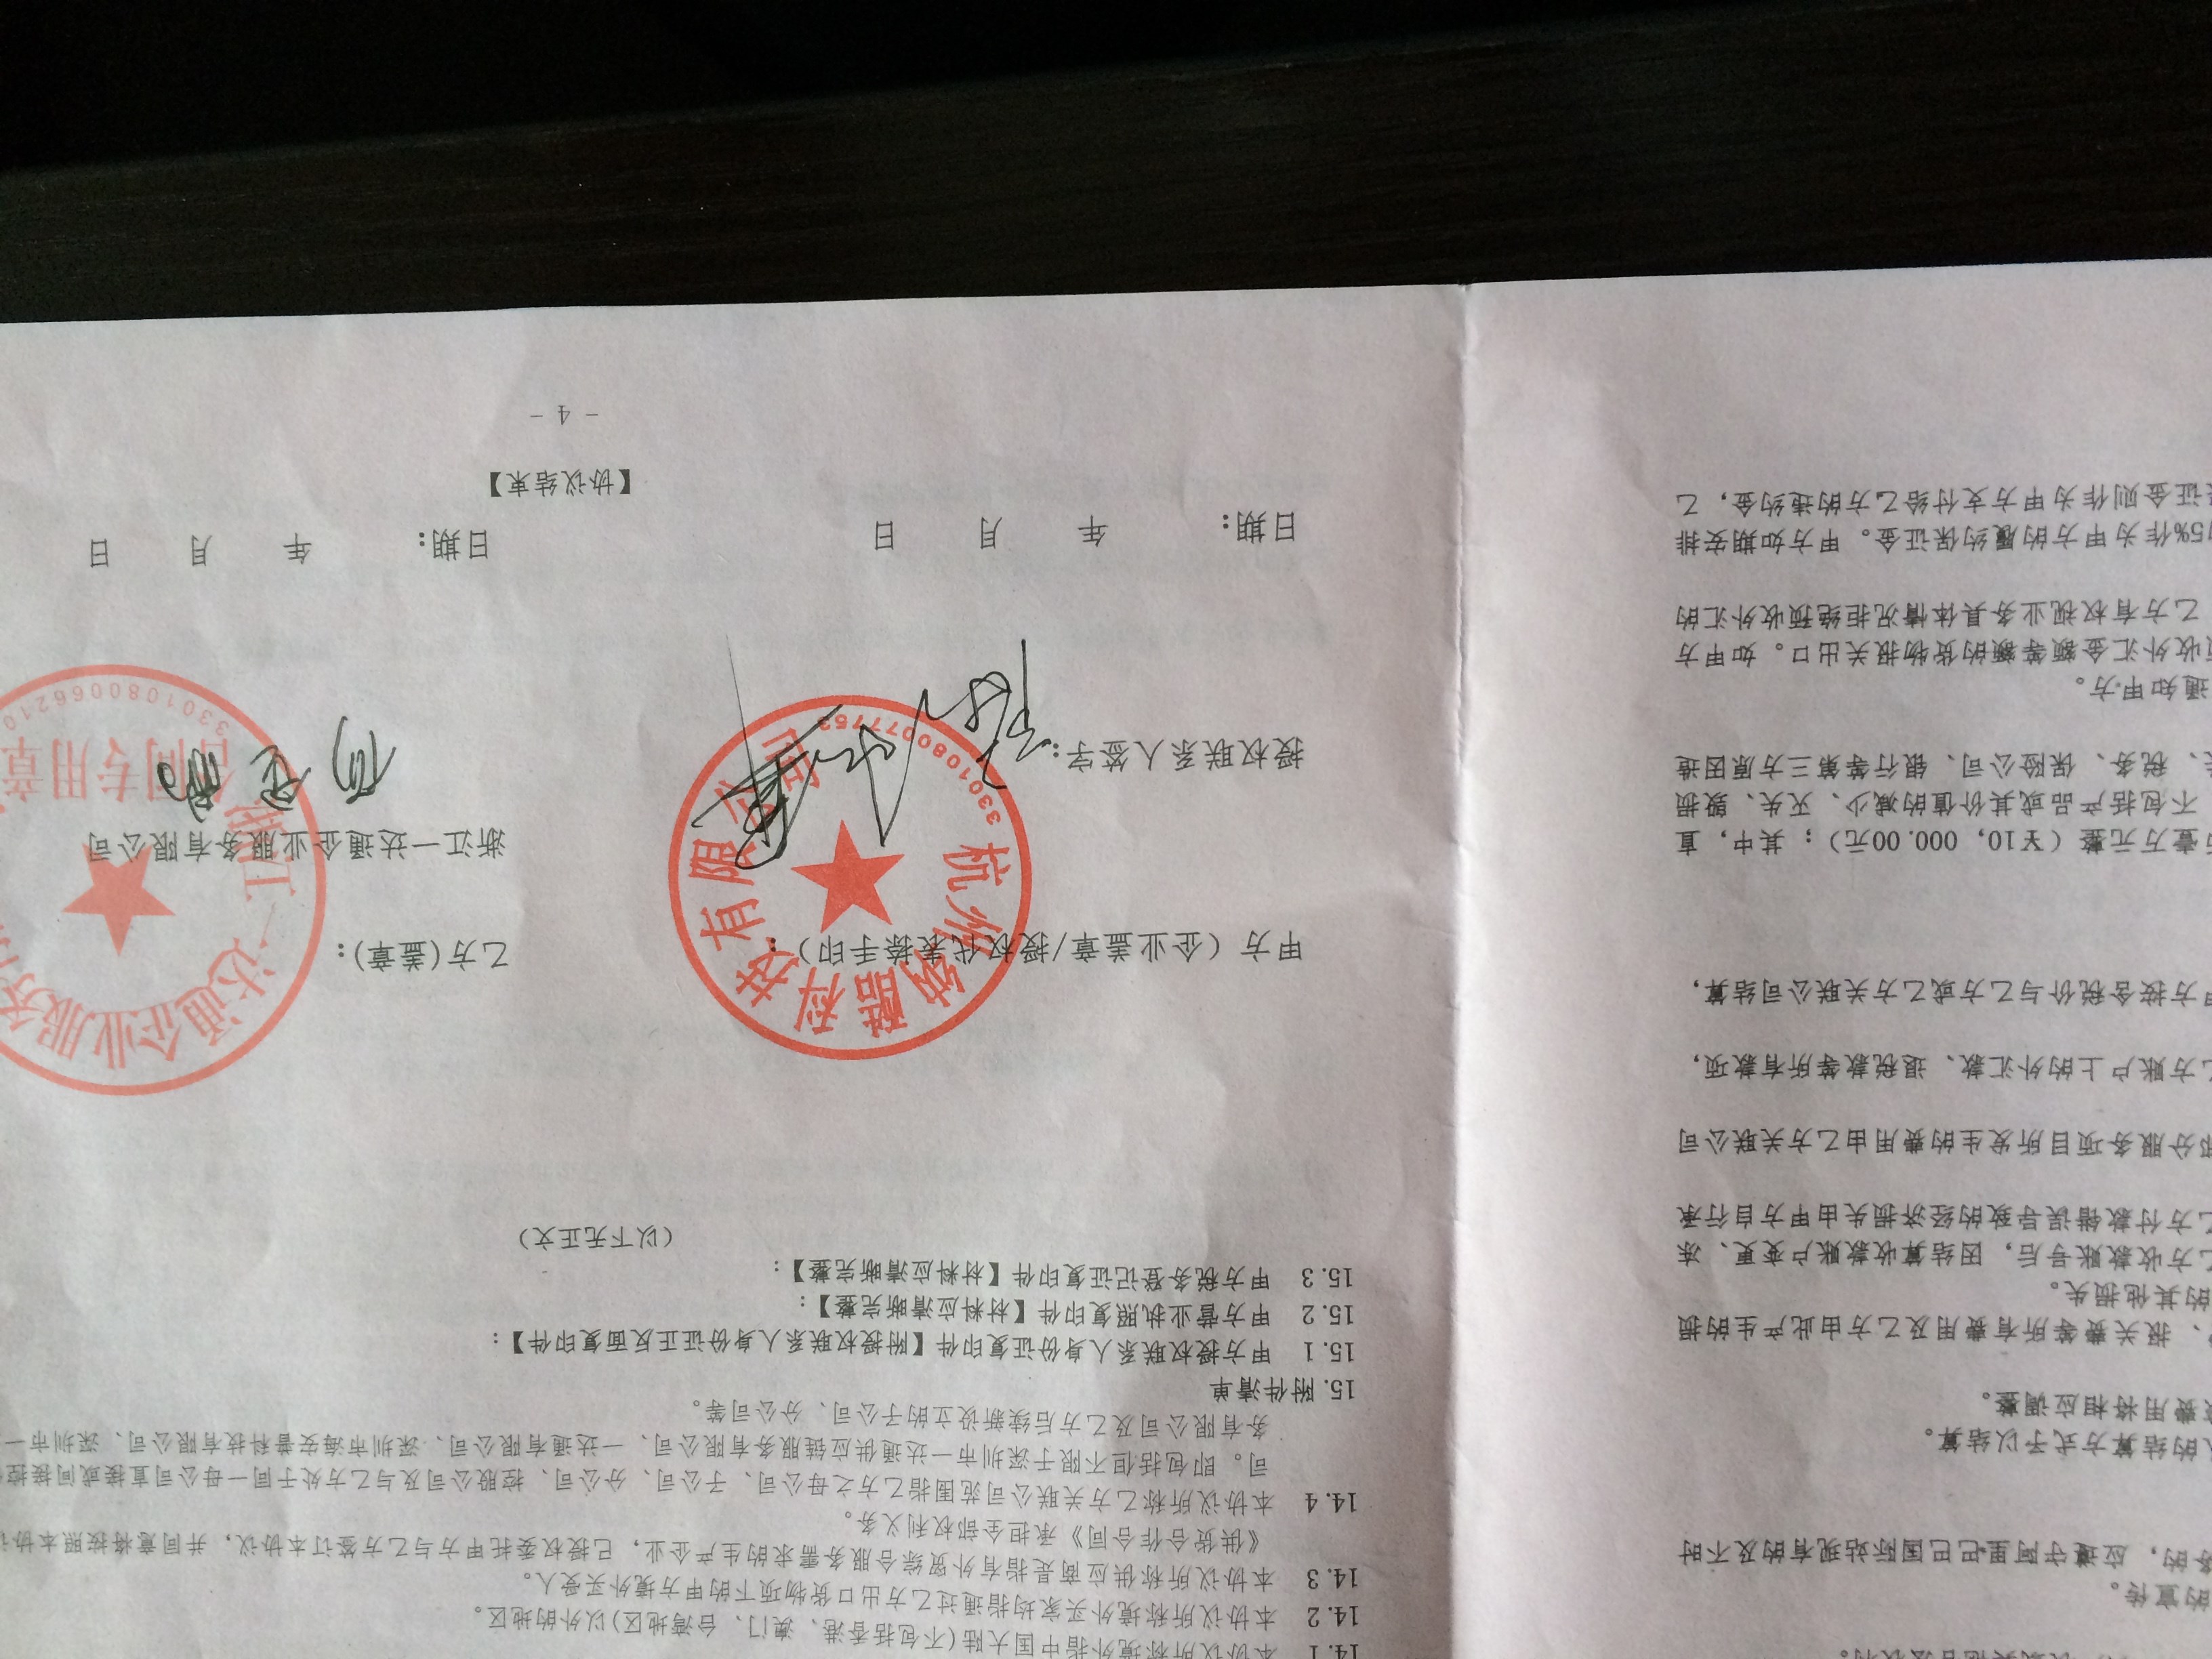 的宣传。
务的，应遵守阿里巴巴国际站现有的及不时
的结算方式予以结算。
费用将相应调整。
、报关费等所有费用及乙方由此产生的损
的其他损失。
乙方收款账号后，因结算收款账户变更、冻
乙方付款错误导致的经济损失由甲方自行承
部分服务项目所发生的费用由乙方关联公司
乙方账户上的外汇款、退税款等所有款项，
甲方按含税价与乙方或乙方关联公司结算，
壹万元整（￥10，000.00元）；其中，直
不包括产品或其价值的减少、灭失、毁损
、税务、保险公司、银行等第三方原因造
通知甲方。
收外汇金额等额的货物报关出口。如甲方
乙方有权视业务具体情况拒绝预收外汇的
15%作为甲方的履约保证金。甲方如期安排
证金则作为甲方支付给乙方的违约金，乙
14.1 本协议所称境外指中国大陆(不包括香港、澳门、台湾地区)以外的地区。
14.2 本协议所称境外买家均指通过乙方出口货物项下的甲方境外买受人。
14.3 本协议所称供应商是指有外贸综合服务需求的生产企业，已授权委托甲方与乙方签订本协议，并同意将按照本协
《供货合作合同》承担全部权利义务。
14.4 本协议所称乙方关联公司范围指乙方之母公司、子公司、分公司、控股公司及与乙方处于同一母公司直接或间接控
司。即包括但不限于深圳市一达通供应链服务有限公司、一达通有限公司、深圳市海安普科技有限公司、深圳市一
务有限公司及乙方后续新设立的子公司、分公司等。
15.附件清单
15.1 甲方授权联系人身份证复印件【附授权联系人身份证正反面复印件】：
15.2 甲方营业执照复印件【材料应清晰完整】：
15.3 甲方税务登记证复印件【材料应清晰完整】：
(以下无正文)
甲方（企业盖章/授权代表捺手印）：
乙方(盖章)：
浙江一达通企业服务有限公司
授权联系人签字：
杭州纳酷科技有限公司
3301080077752
浙江一达通企业服务
合同专用章
3301080066210
日期： 年 月 日
日期： 年 月 日
【协议结束】
- 4 -